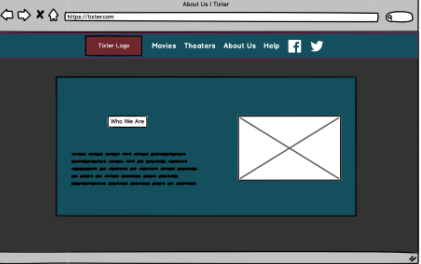 About Us | Tixter
https://tixter.com
Tixter Logo Movies Theaters About Us Help
Who We Are